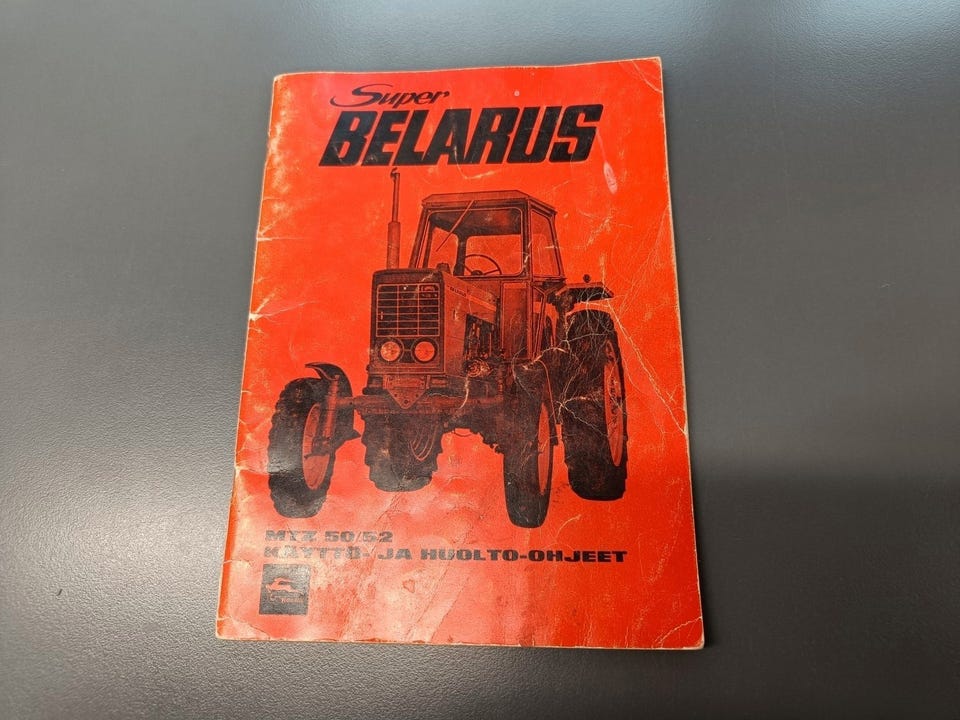 Super
BELARUS
MTZ 50/52
KÄYTTÖ- JA HUOLTO-OHJEET